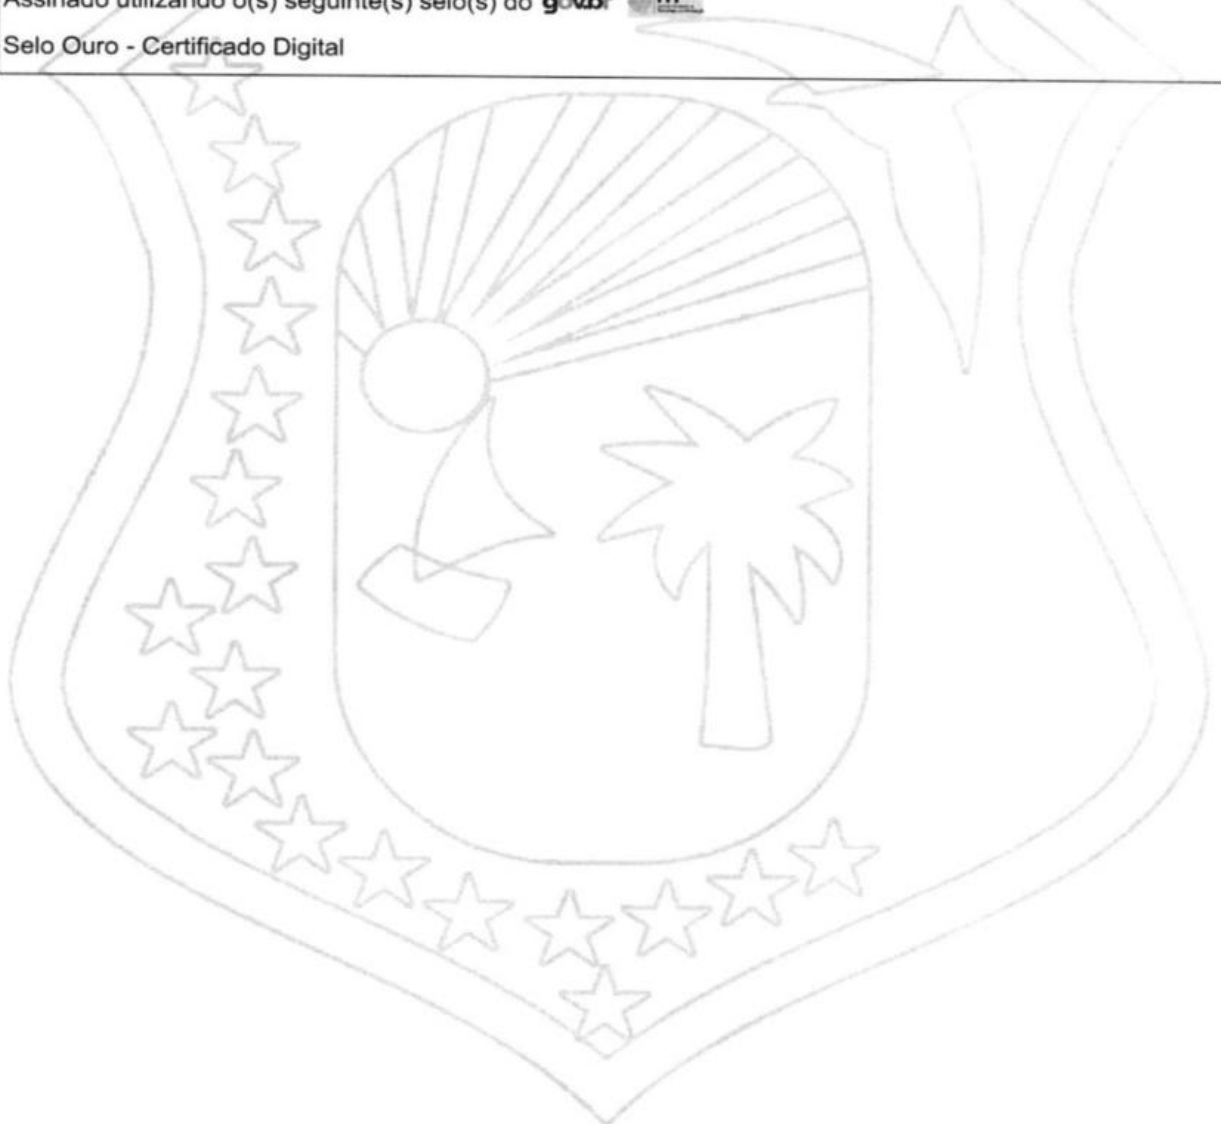 Assinado utilizando o(s) seguinte(s) selo(s) do gov.br
Selo Ouro - Certificado Digital